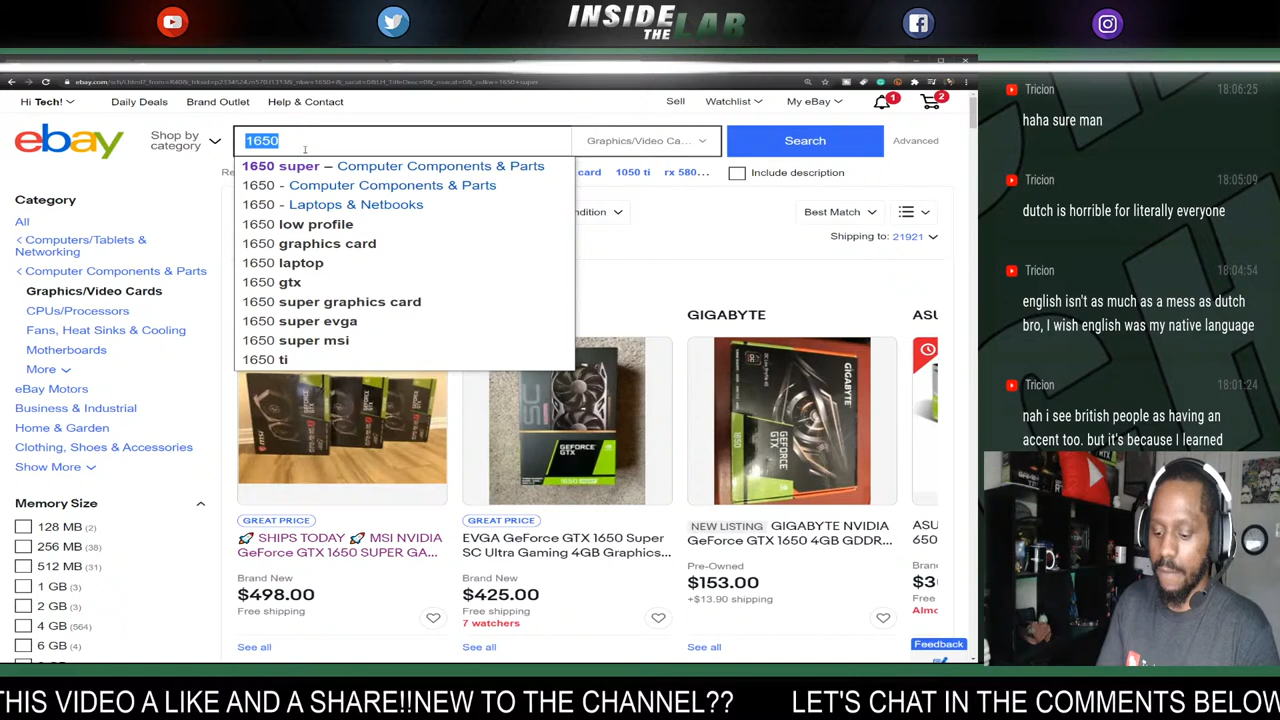 INSIDE THE LAB
Hi Tech!
Daily Deals
Brand Outlet
Help & Contact
Sell
Watchlist
My eBay
1
2
ebay
Shop by
category
1650
Graphics/Video Ca...
Search
Advanced
1650 super – Computer Components & Parts
1650 - Computer Components & Parts
1650 - Laptops & Netbooks
1650 low profile
1650 graphics card
1650 laptop
1650 gtx
1650 super graphics card
1650 super evga
1650 super msi
1650 ti
Re
card
1050 ti
rx 580...
Include description
ndition
Best Match
Shipping to: 21921
Category
All
< Computers/Tablets &
Networking
< Computer Components & Parts
Graphics/Video Cards
CPUs/Processors
Fans, Heat Sinks & Cooling
Motherboards
More
eBay Motors
Business & Industrial
Home & Garden
Clothing, Shoes & Accessories
Show More
Memory Size
128 MB (2)
256 MB (38)
512 MB (31)
1 GB (3)
2 GB (3)
4 GB (564)
6 GB (4)
GREAT PRICE
🚀 SHIPS TODAY 🚀 MSI NVIDIA
GeForce GTX 1650 SUPER GA...
Brand New
$498.00
Free shipping
See all
GREAT PRICE
EVGA GeForce GTX 1650 Super
SC Ultra Gaming 4GB Graphics...
Brand New
$425.00
Free shipping
7 watchers
See all
GIGABYTE
NEW LISTING GIGABYTE NVIDIA
GeForce GTX 1650 4GB GDDR...
Pre-Owned
$153.00
+$13.90 shipping
See all
ASU
ASU
650
Bran
$3
Free
Almo
Feedback
Tricion
18:06:25
haha sure man
Tricion
18:05:09
dutch is horrible for literally everyone
Tricion
18:04:54
english isn't as much as a mess as dutch
bro, I wish english was my native language
Tricion
18:01:24
nah i see british people as having an
accent too. but it's because I learned
THIS VIDEO A LIKE AND A SHARE!!NEW TO THE CHANNEL??
LET'S CHAT IN THE COMMENTS BELOW